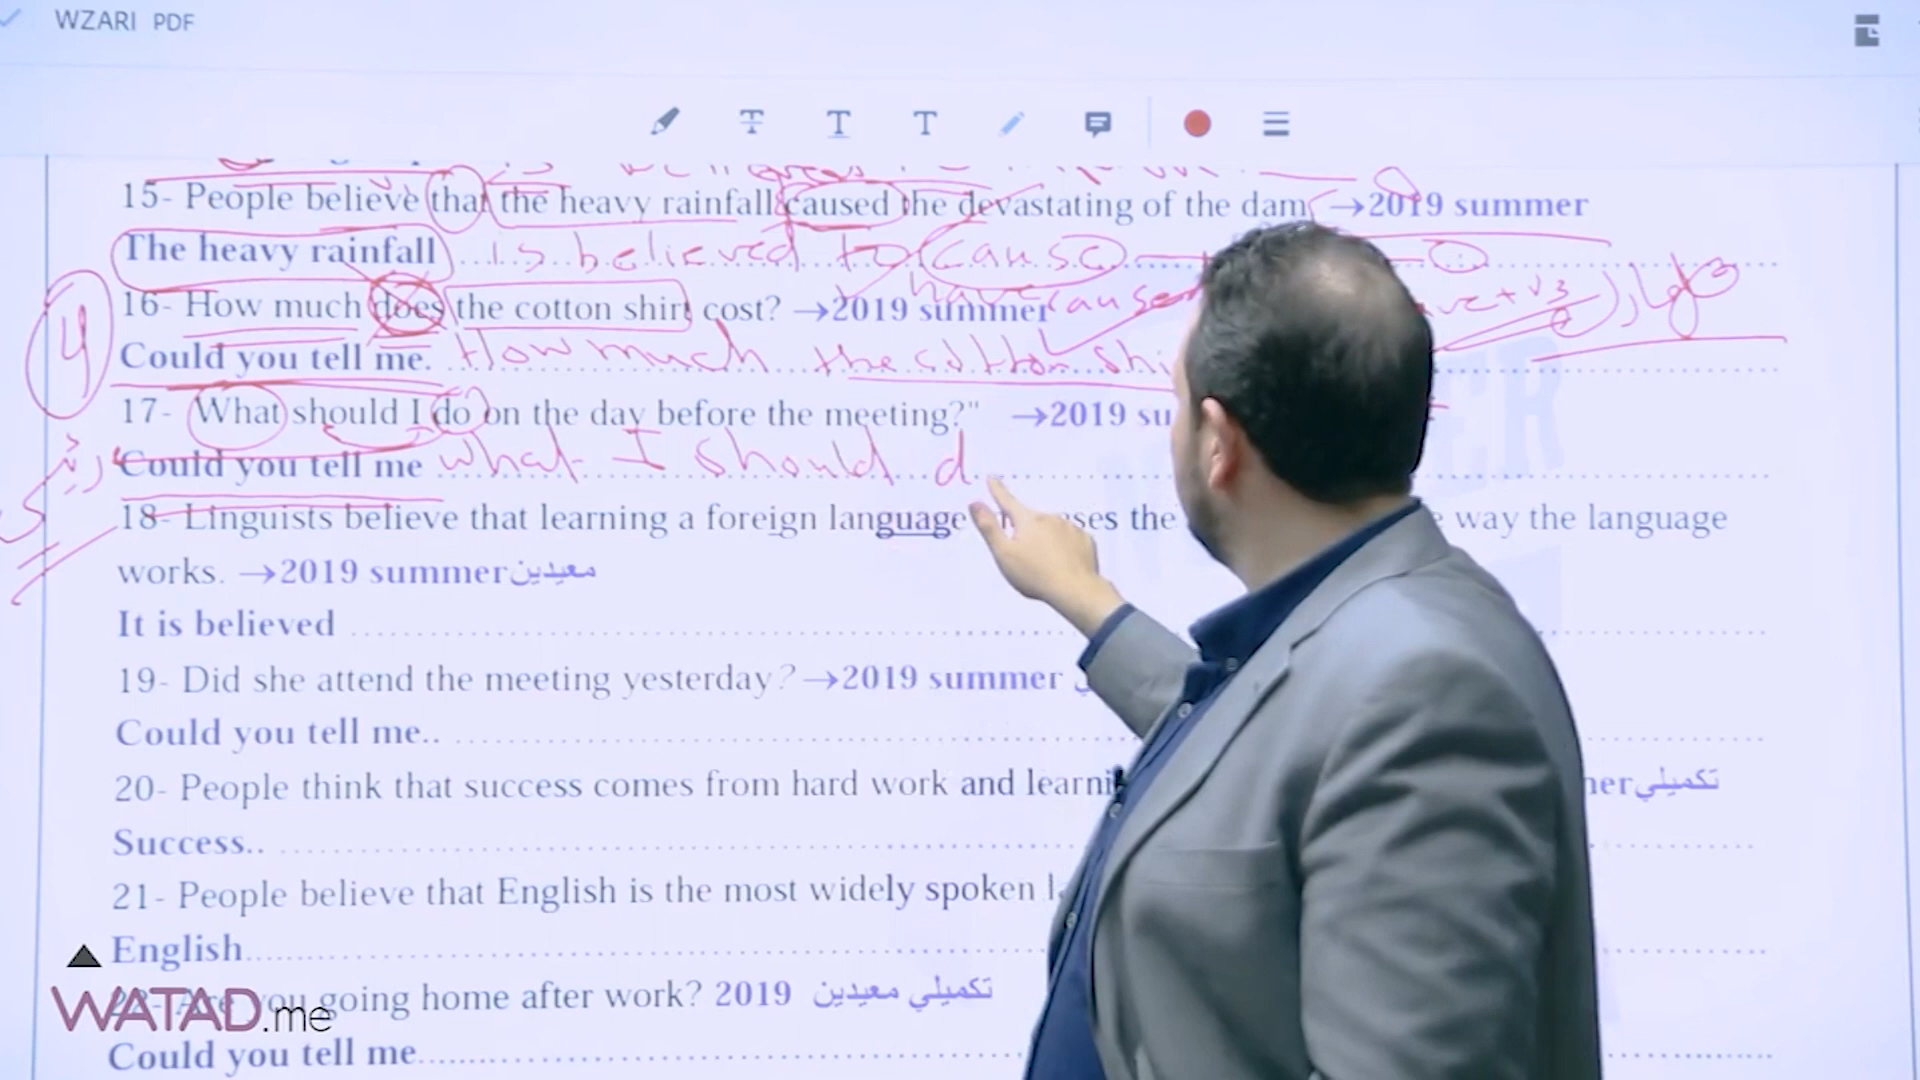 WZARI PDF
15- People believe that the heavy rainfall caused the devastating of the dam →2019 summer
The heavy rainfall is believed to cause
have cause
16- How much does the cotton shirt cost? →2019 summer
Could you tell me. How much the cotton shi
4
17- What should I do on the day before the meeting?" →2019 su
Could you tell me what I should d
18- Linguists believe that learning a foreign language ses the way the language
works. →2019 summer معيدين
It is believed
19- Did she attend the meeting yesterday? →2019 summer
Could you tell me..
20- People think that success comes from hard work and learni تكميلي
Success..
21- People believe that English is the most widely spoken
English
22- Are you going home after work? 2019 تكميلي معيدين
WATAD.me
Could you tell me